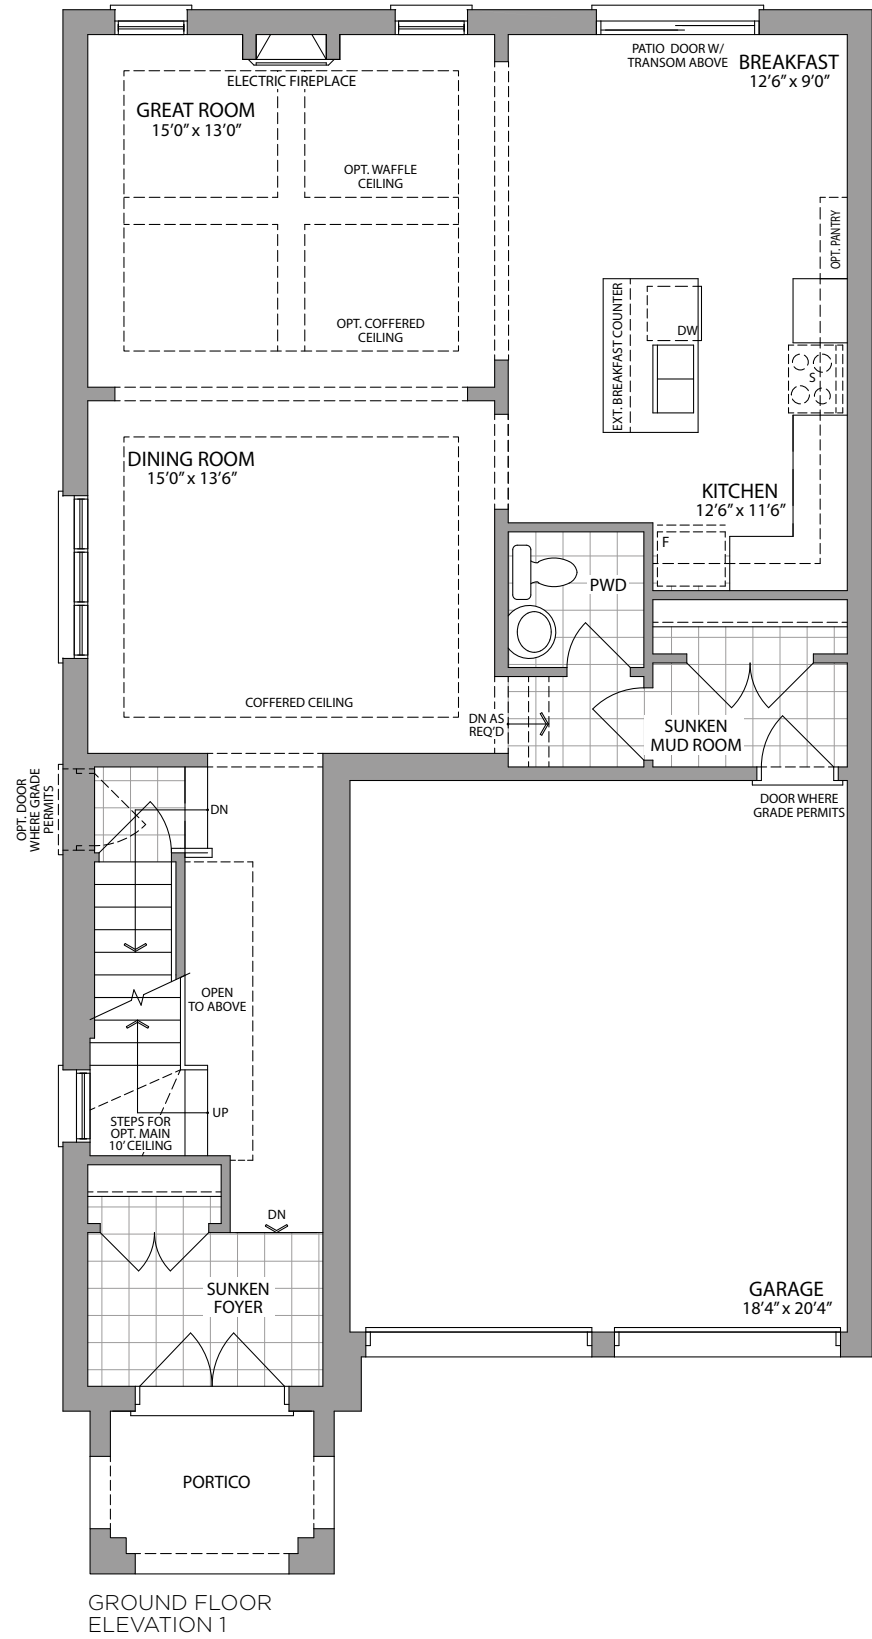 PATIO DOOR W/
TRANSOM ABOVE
BREAKFAST
12'6" x 9'0"
ELECTRIC FIREPLACE
GREAT ROOM
15'0" x 13'0"
OPT. WAFFLE
CEILING
OPT. PANTRY
OPT. COFFERED
CEILING
EXT. BREAKFAST COUNTER
DW
S
DINING ROOM
15'0" x 13'6"
KITCHEN
12'6" x 11'6"
F
PWD
COFFERED CEILING
DN AS
REQ'D
SUNKEN
MUD ROOM
OPT. DOOR
WHERE GRADE
PERMITS
DN
DOOR WHERE
GRADE PERMITS
OPEN
TO ABOVE
UP
STEPS FOR
OPT. MAIN
10' CEILING
DN
SUNKEN
FOYER
GARAGE
18'4" x 20'4"
PORTICO
GROUND FLOOR
ELEVATION 1